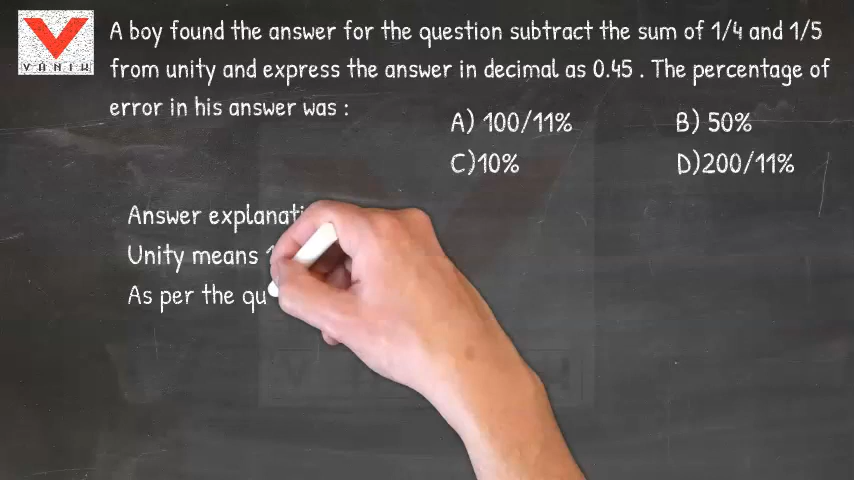 VANIK
A boy found the answer for the question subtract the sum of 1/4 and 1/5
from unity and express the answer in decimal as 0.45 . The percentage of
error in his answer was :
A) 100/11%
B) 50%
C)10%
D)200/11%
Answer
Unity means
As per the